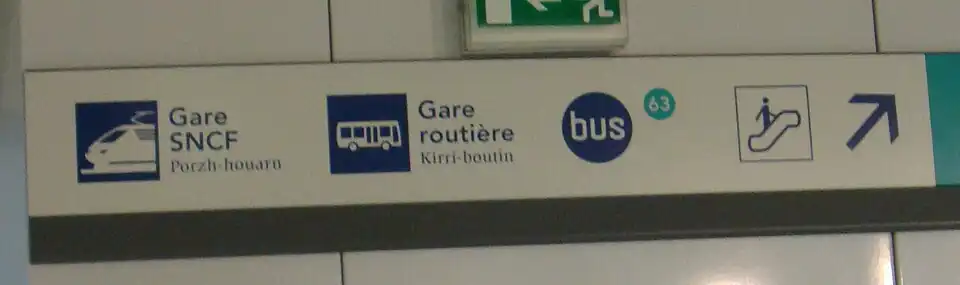 Gare
SNCF
Porzh-houarn
Gare
routière
Kirri-boutin
bus
63